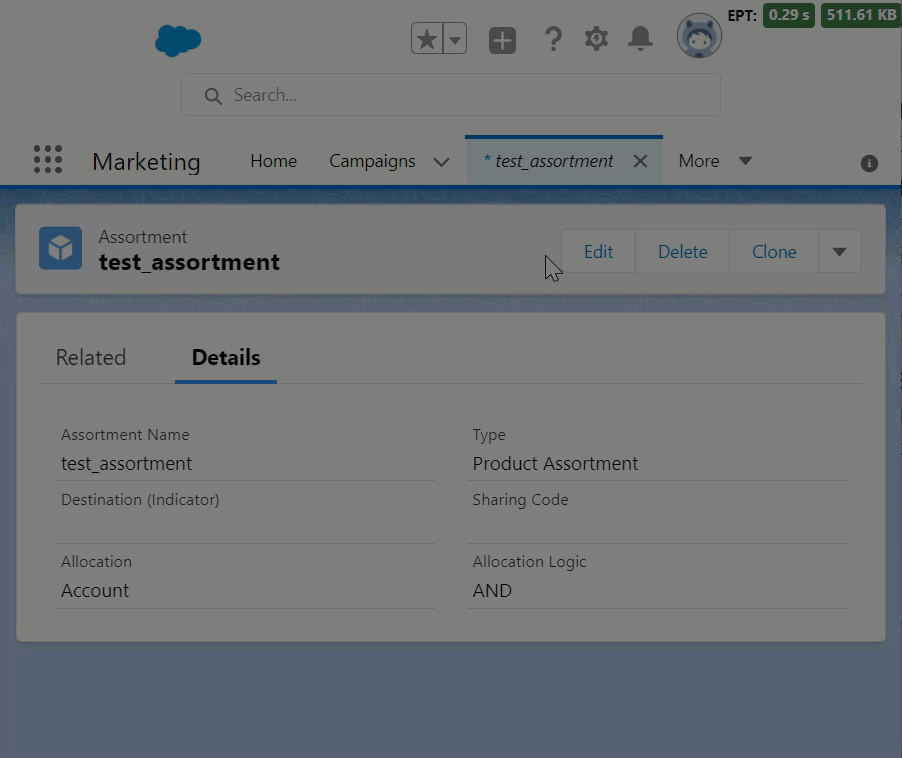 EPT: 0.29 s 511.61 KB
Search...
Marketing Home Campaigns * test_assortment More
Assortment
test_assortment
Edit Delete Clone
Related Details
Assortment Name Type
test_assortment Product Assortment
Destination (Indicator) Sharing Code
Allocation Allocation Logic
Account AND